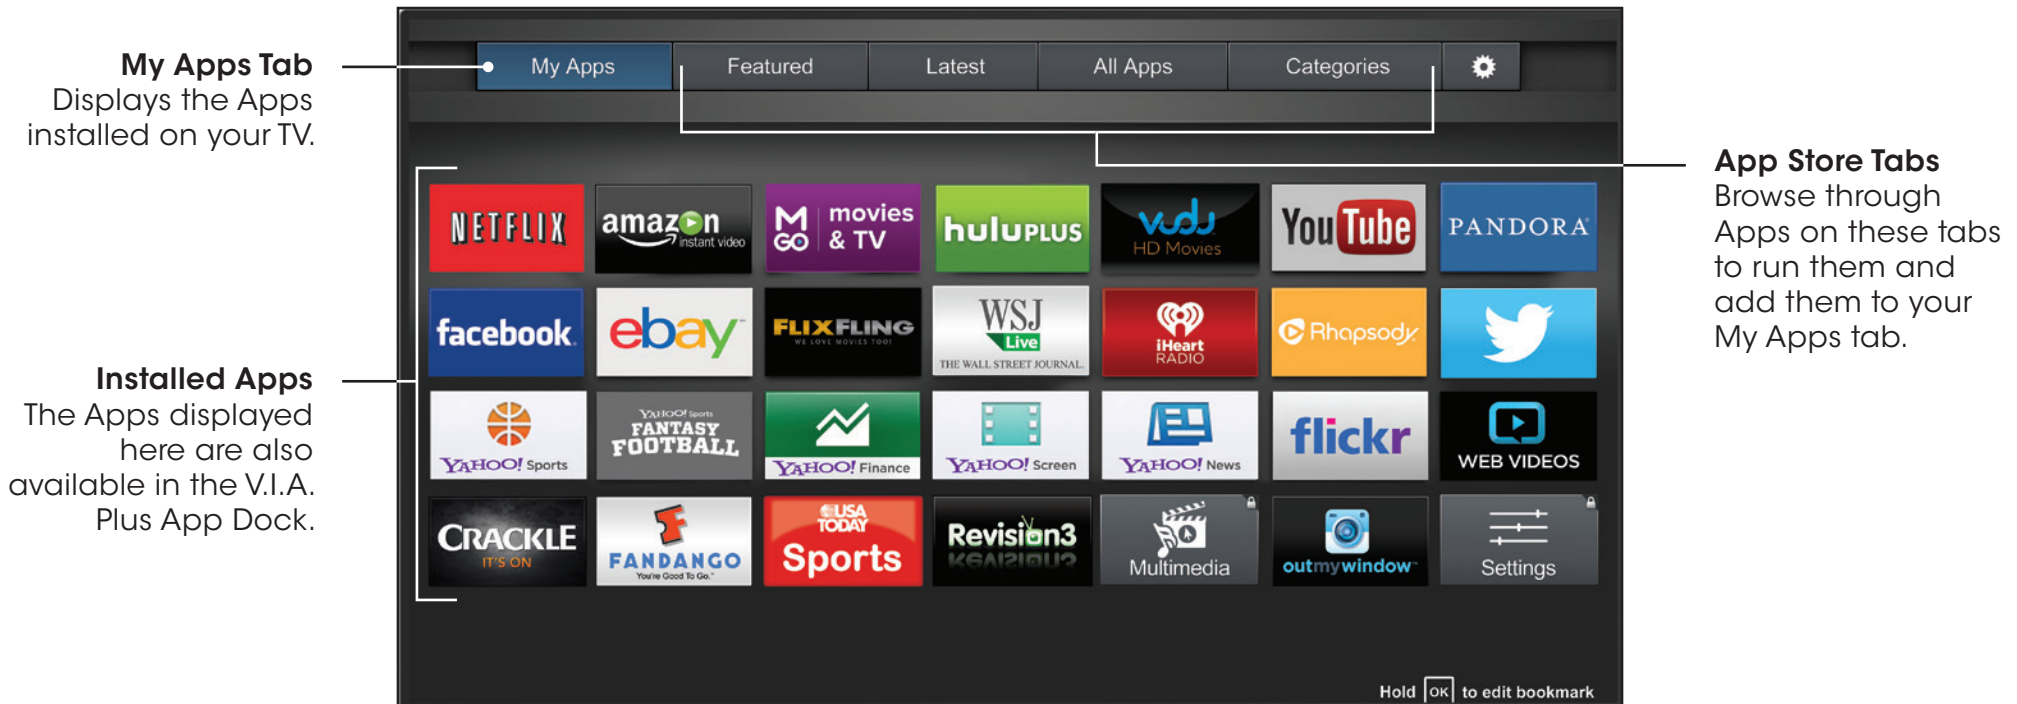 My Apps Tab
Displays the Apps
installed on your TV.
Installed Apps
The Apps displayed
here are also
available in the V.I.A.
Plus App Dock.
My Apps
Featured
Latest
All Apps
Categories
NETFLIX
amazon
instant video
M GO
movies
& TV
huluPLUS
vudu
HD Movies
YouTube
PANDORA
facebook
ebay
FLIXFLING
WE LOVE MOVIES TOO!
WSJ
Live
THE WALL STREET JOURNAL.
iHeart
RADIO
Rhapsody
YAHOO! Sports
YAHOO! Sports
FANTASY
FOOTBALL
YAHOO! Finance
YAHOO! Screen
YAHOO! News
flickr
WEB VIDEOS
CRACKLE
IT'S ON
FANDANGO
You're Good To Go.™
USA
TODAY
Sports
Revision3
Multimedia
outmywindow
Settings
Hold OK to edit bookmark
App Store Tabs
Browse through
Apps on these tabs
to run them and
add them to your
My Apps tab.